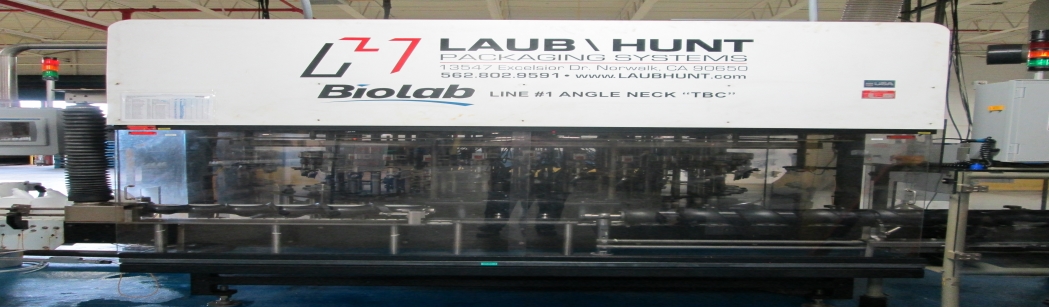 LAUB \ HUNT
PACKAGING SYSTEMS
13547 Excelsior Dr. Norwalk, CA 90650
562.802.9591 • www.LAUBHUNT.com
BioLab LINE #1 ANGLE NECK "TBC"